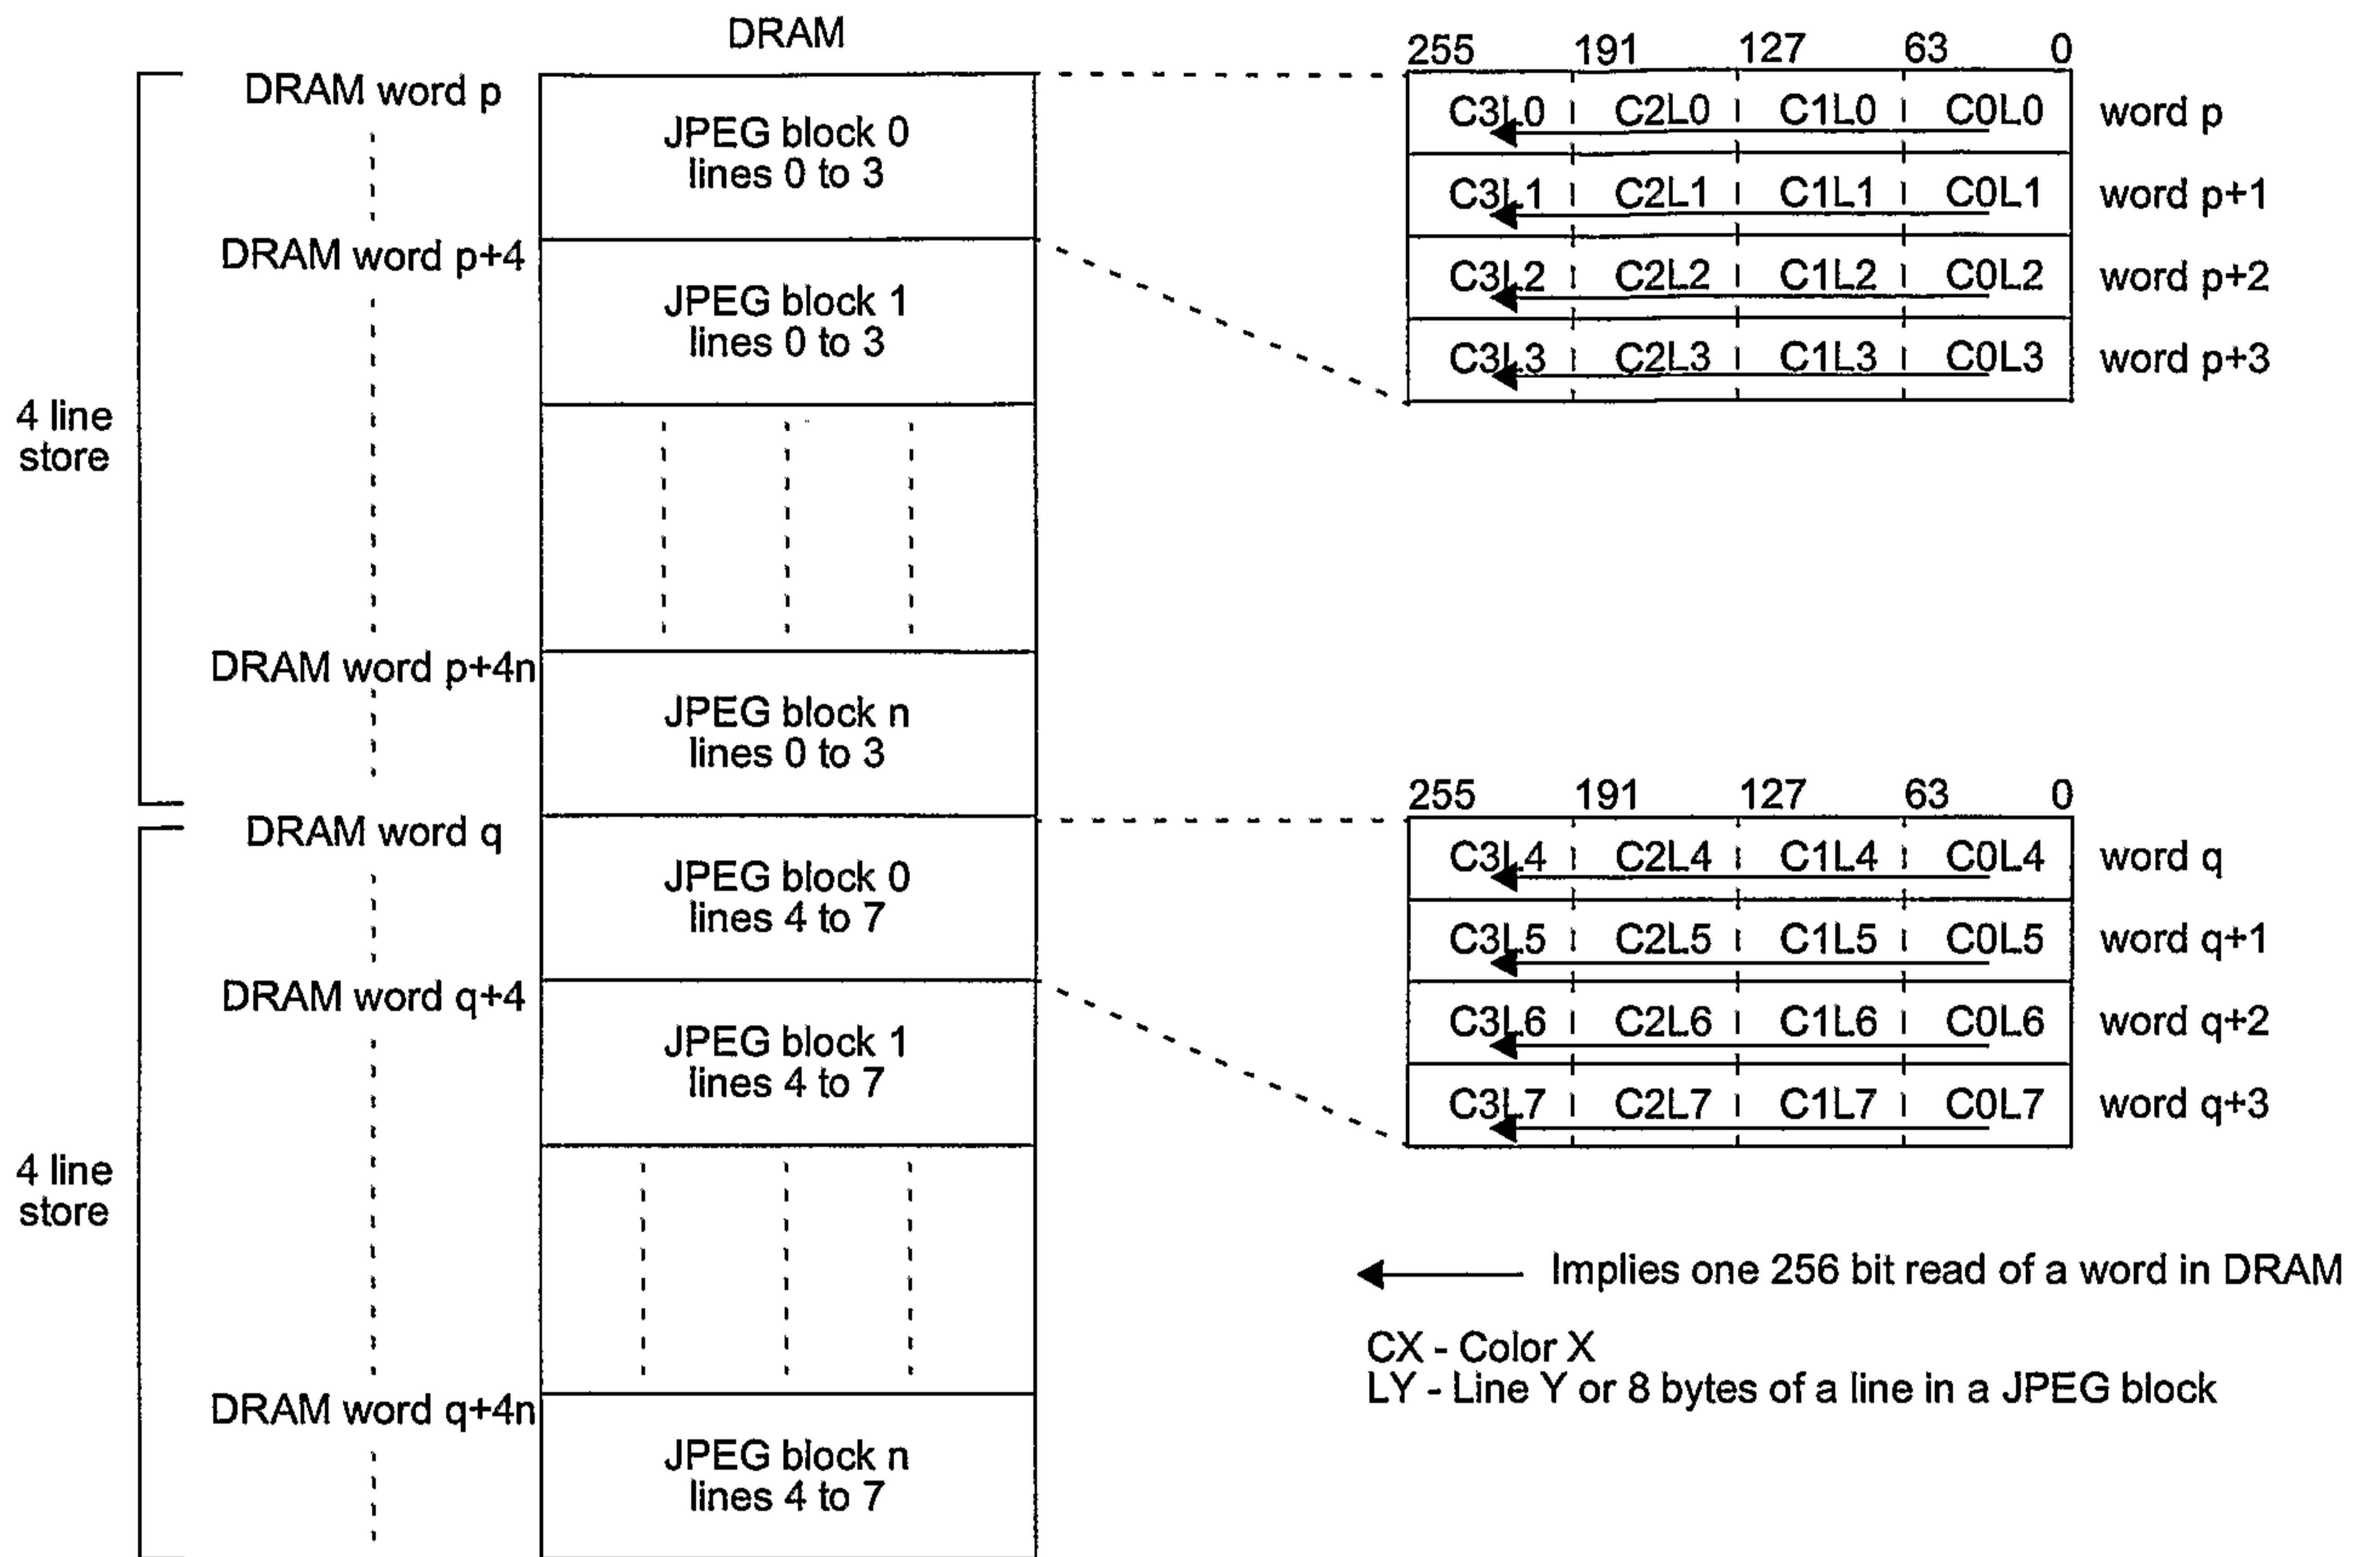 DRAM
DRAM word p
JPEG block 0
lines 0 to 3
DRAM word p+4
JPEG block 1
lines 0 to 3
4 line
store
DRAM word p+4n
JPEG block n
lines 0 to 3
DRAM word q
JPEG block 0
lines 4 to 7
DRAM word q+4
JPEG block 1
lines 4 to 7
4 line
store
DRAM word q+4n
JPEG block n
lines 4 to 7
255 191 127 63 0
C3L0 C2L0 C1L0 C0L0 word p
C3L1 C2L1 C1L1 C0L1 word p+1
C3L2 C2L2 C1L2 C0L2 word p+2
C3L3 C2L3 C1L3 C0L3 word p+3
255 191 127 63 0
C3L4 C2L4 C1L4 C0L4 word q
C3L5 C2L5 C1L5 C0L5 word q+1
C3L6 C2L6 C1L6 C0L6 word q+2
C3L7 C2L7 C1L7 C0L7 word q+3
Implies one 256 bit read of a word in DRAM
CX - Color X
LY - Line Y or 8 bytes of a line in a JPEG block